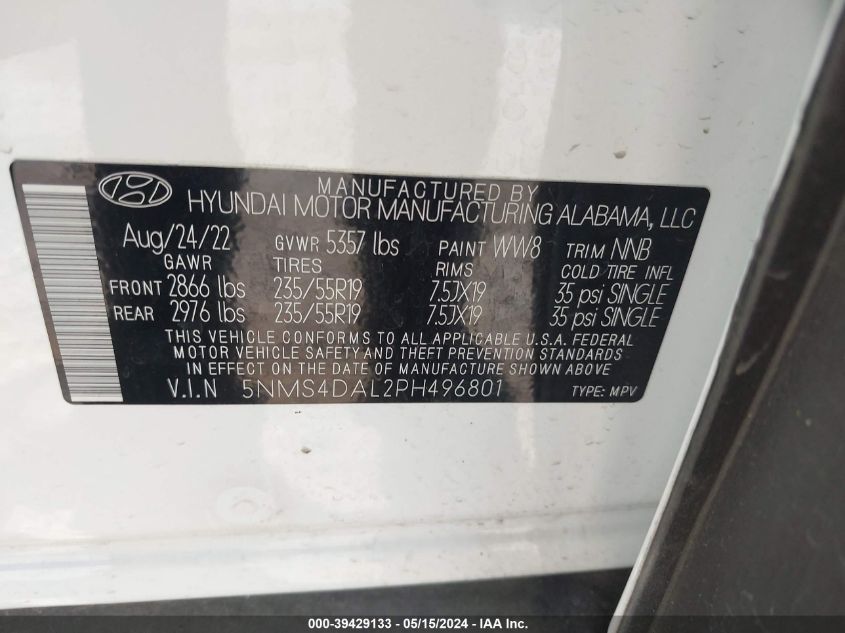 MANUFACTURED BY
HYUNDAI MOTOR MANUFACTURING ALABAMA, LLC
Aug/24/22 GVWR 5357 lbs PAINT WW8 TRIM NNB
GAWR TIRES RIMS COLD TIRE INFL
FRONT 2866 lbs 235/55R19 7.5JX19 35 psi SINGLE
REAR 2976 lbs 235/55R19 7.5JX19 35 psi SINGLE
THIS VEHICLE CONFORMS TO ALL APPLICABLE U.S.A. FEDERAL
MOTOR VEHICLE SAFETY AND THEFT PREVENTION STANDARDS
IN EFFECT ON THE DATE OF MANUFACTURE SHOWN ABOVE
V.I.N 5NMS4DAL2PH496801 TYPE: MPV
000-39429133 - 05/15/2024 - IAA Inc.